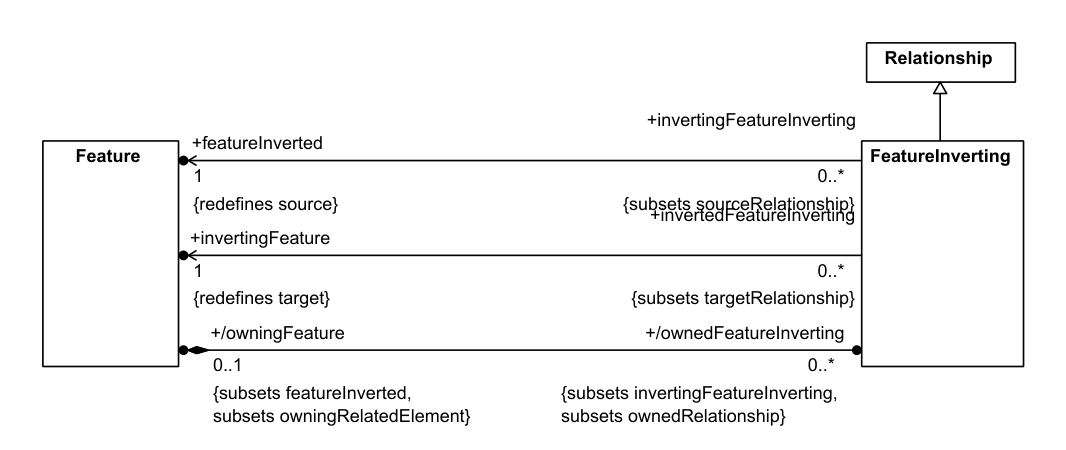 Relationship
+invertingFeatureInverting
+featureInverted
Feature
FeatureInverting
1
0..*
{redefines source}
{subsets sourceRelationship}
+invertedFeatureInverting
+invertingFeature
1
0..*
{redefines target}
{subsets targetRelationship}
+/owningFeature
+/ownedFeatureInverting
0..1
0..*
{subsets featureInverted,
subsets owningRelatedElement}
{subsets invertingFeatureInverting,
subsets ownedRelationship}